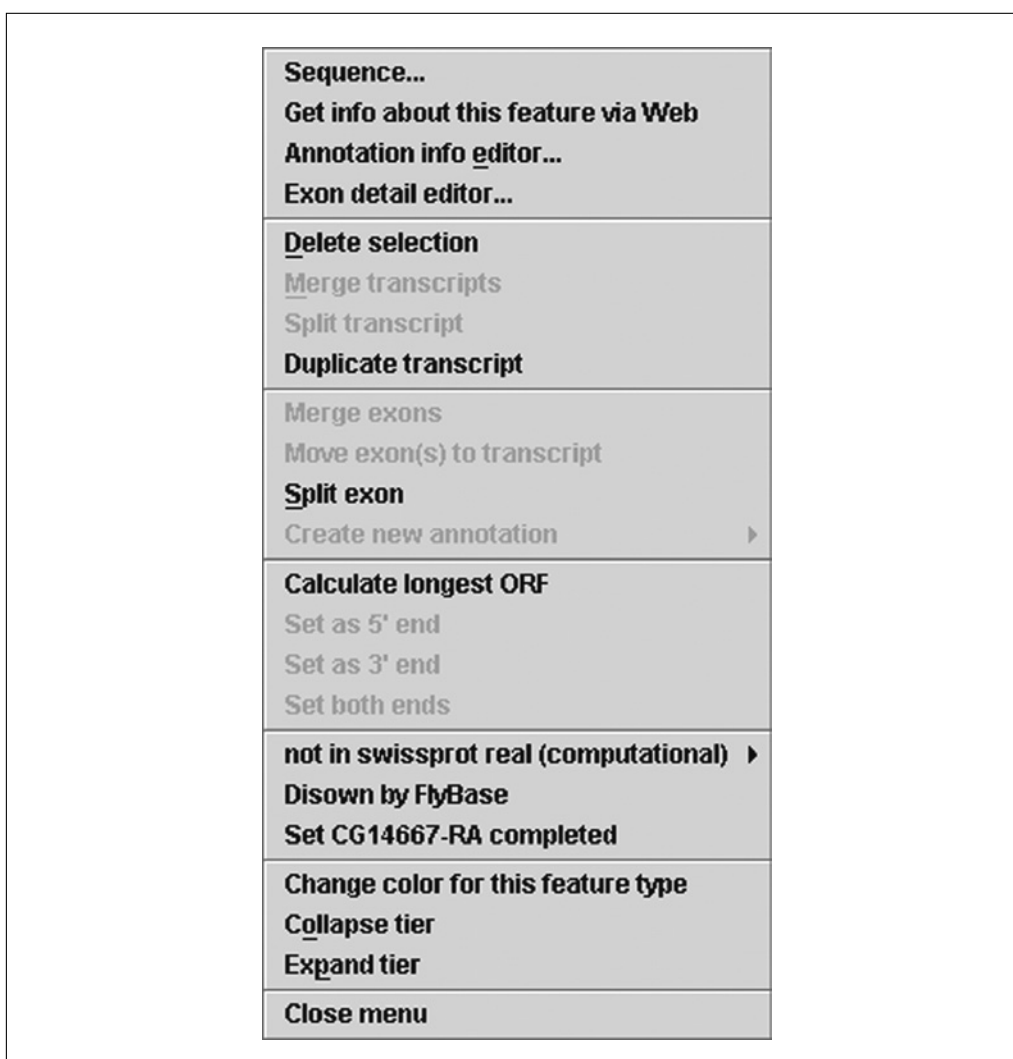 Sequence...
Get info about this feature via Web
Annotation info editor...
Exon detail editor...
Delete selection
Merge transcripts
Split transcript
Duplicate transcript
Merge exons
Move exon(s) to transcript
Split exon
Create new annotation
Calculate longest ORF
Set as 5' end
Set as 3' end
Set both ends
not in swissprot real (computational)
Disown by FlyBase
Set CG14667-RA completed
Change color for this feature type
Collapse tier
Expand tier
Close menu